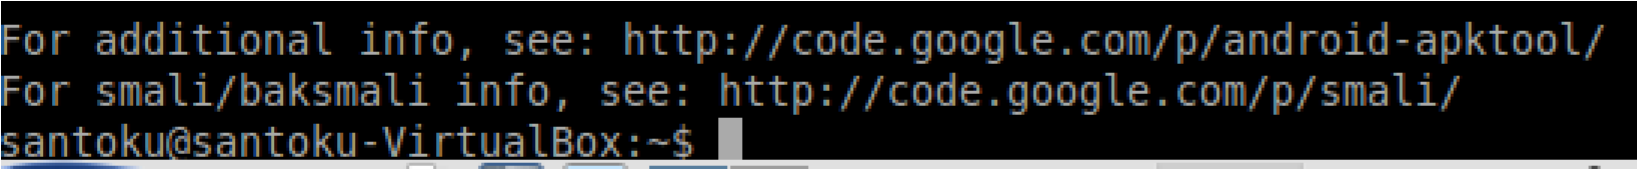 For additional info, see: http://code.google.com/p/android-apktool/
For smali/baksmali info, see: http://code.google.com/p/smali/
santoku@santoku-VirtualBox:~$